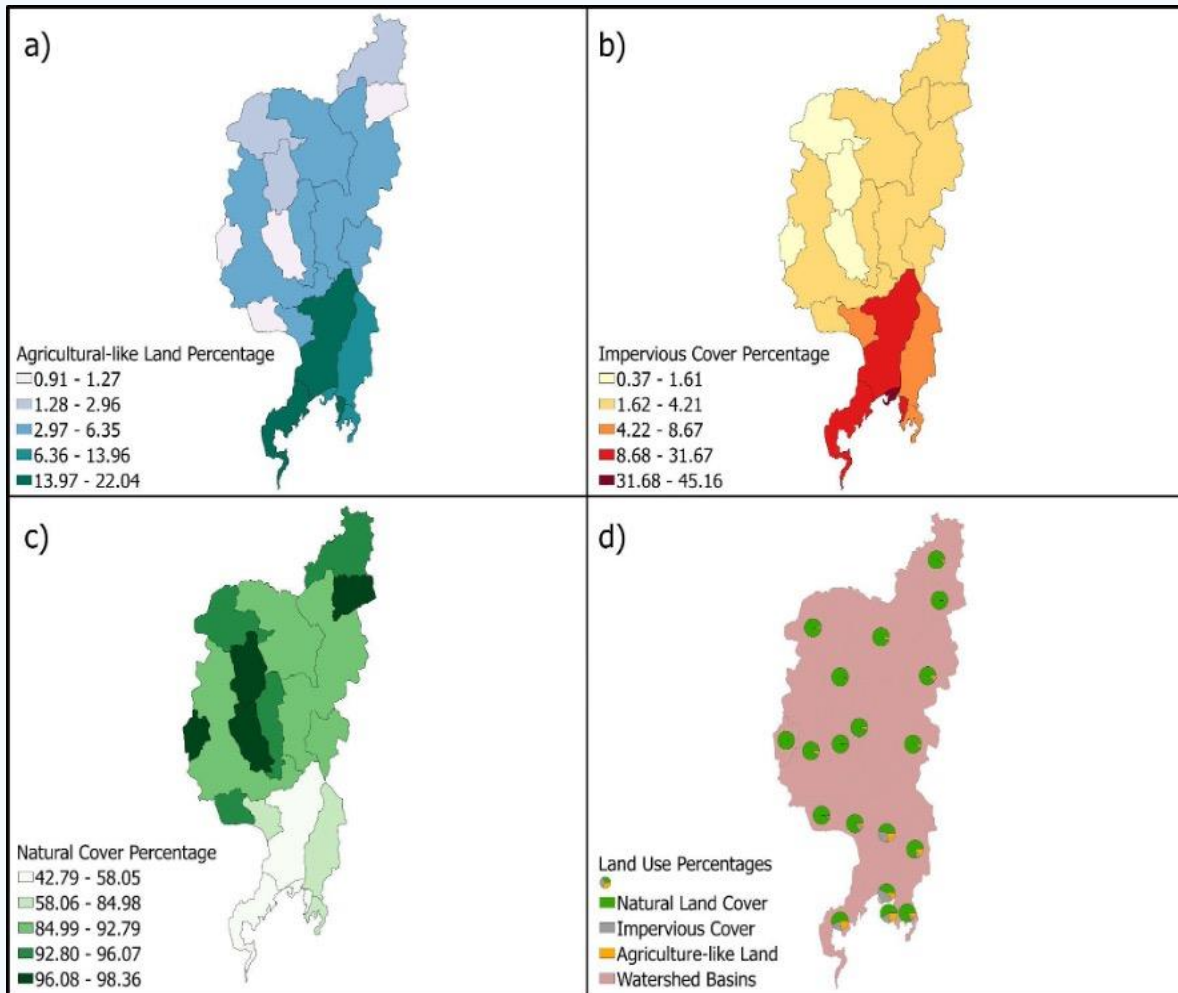 a)
Agricultural-like Land Percentage
0.91 - 1.27
1.28 - 2.96
2.97 - 6.35
6.36 - 13.96
13.97 - 22.04
b)
Impervious Cover Percentage
0.37 - 1.61
1.62 - 4.21
4.22 - 8.67
8.68 - 31.67
31.68 - 45.16
c)
Natural Cover Percentage
42.79 - 58.05
58.06 - 84.98
84.99 - 92.79
92.80 - 96.07
96.08 - 98.36
d)
Land Use Percentages
Natural Land Cover
Impervious Cover
Agriculture-like Land
Watershed Basins